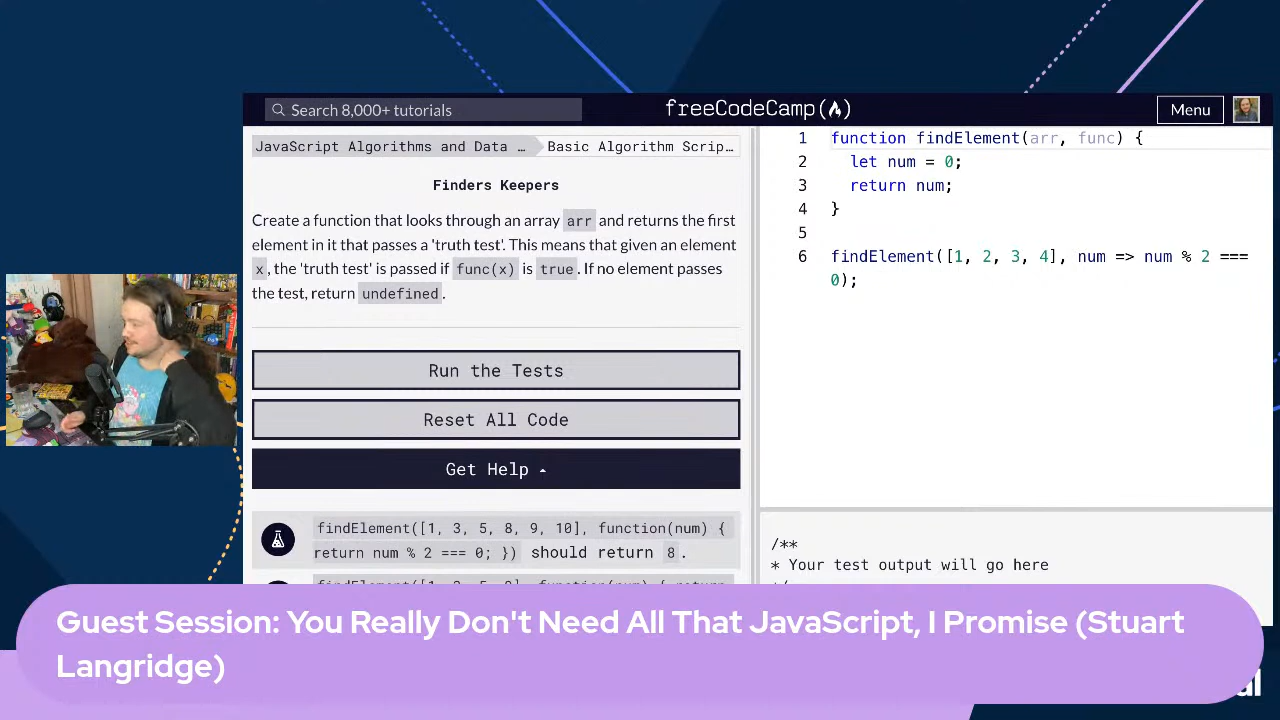 Search 8,000+ tutorials
freeCodeCamp
Menu
JavaScript Algorithms and Data …
Basic Algorithm Scrip…
Finders Keepers
Create a function that looks through an array arr and returns the first
element in it that passes a 'truth test'. This means that given an element
x, the 'truth test' is passed if func(x) is true. If no element passes
the test, return undefined.
Run the Tests
Reset All Code
Get Help
findElement([1, 3, 5, 8, 9, 10], function(num) {
return num % 2 === 0; }) should return 8.
1 function findElement(arr, func) {
2 let num = 0;
3 return num;
4 }
5
6 findElement([1, 2, 3, 4], num => num % 2 ===
0);
/**
* Your test output will go here
Guest Session: You Really Don't Need All That JavaScript, I Promise (Stuart
Langridge)